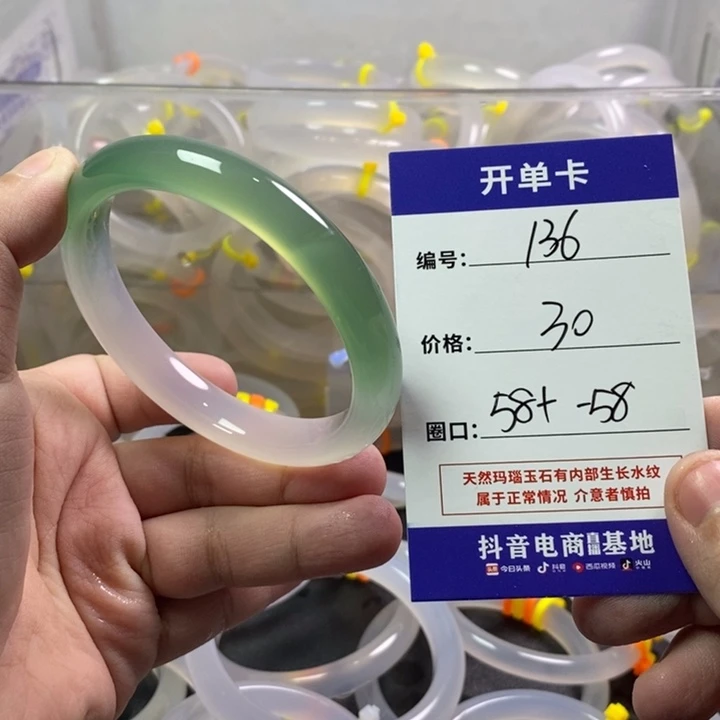 开单卡
编号: 136
价格: 30
圈口: 58+ -58
天然玛瑙玉石有内部生长水纹
属于正常情况 介意者慎拍
抖音电商直播基地
今日头条 抖音 西瓜视频 火山